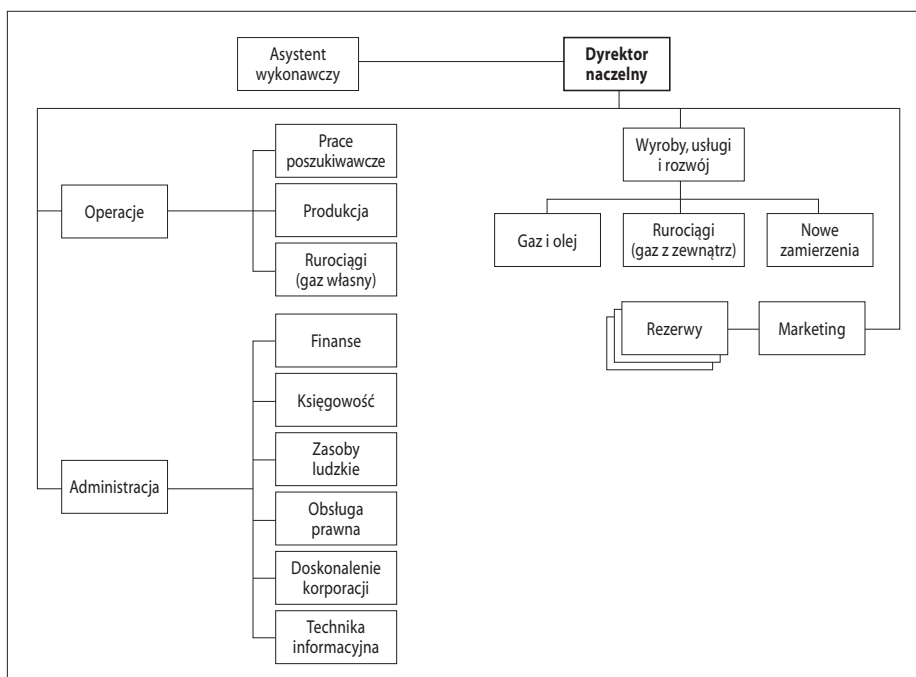 Asystent
wykonawczy
Dyrektor
naczelny
Prace
poszukiwawcze
Operacje
Produkcja
Rurociągi
(gaz własny)
Wyroby, usługi
i rozwój
Gaz i olej
Rurociągi
(gaz z zewnątrz)
Nowe
zamierzenia
Rezerwy
Marketing
Finanse
Księgowość
Zasoby
ludzkie
Administracja
Obsługa
prawna
Doskonalenie
korporacji
Technika
informacyjna